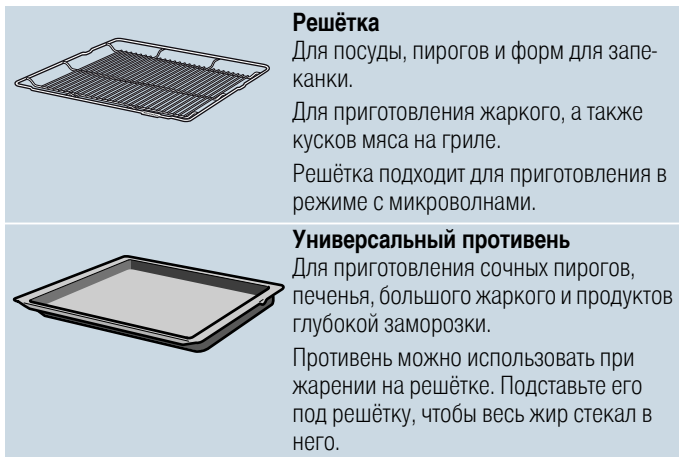 Решётка
Для посуды, пирогов и форм для запе-
канки.
Для приготовления жаркого, а также
кусков мяса на гриле.
Решётка подходит для приготовления в
режиме с микроволнами.
Универсальный противень
Для приготовления сочных пирогов,
печенья, большого жаркого и продуктов
глубокой заморозки.
Противень можно использовать при
жарении на решётке. Подставьте его
под решётку, чтобы весь жир стекал в
него.